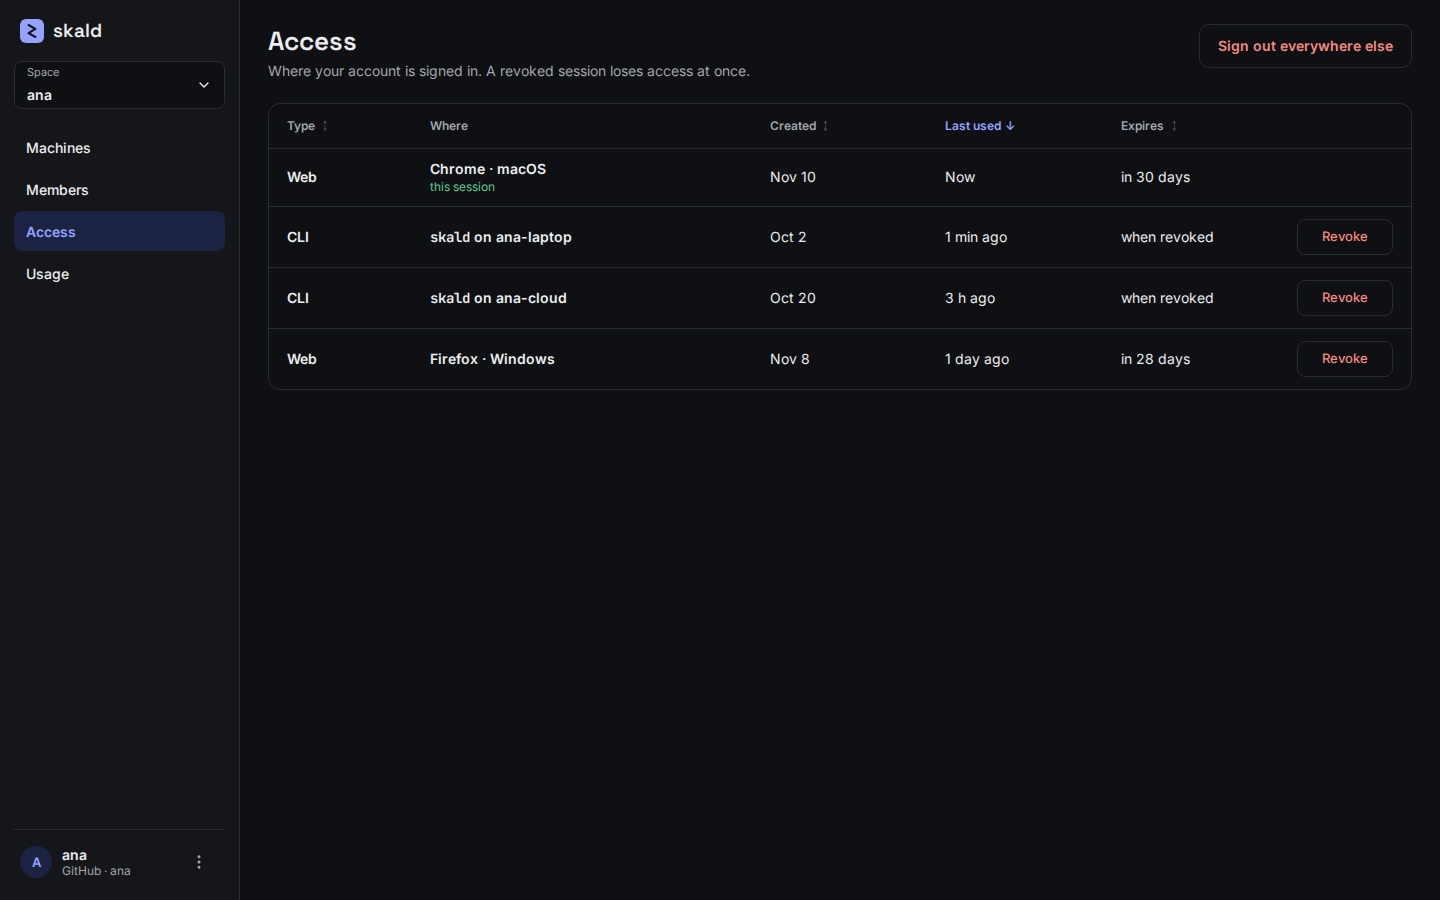 skald
Space
ana
Machines
Members
Access
Usage
ana
GitHub · ana
A
Access
Where your account is signed in. A revoked session loses access at once.
Sign out everywhere else
Type Where Created Last used Expires
Web Chrome · macOS this session Nov 10 Now in 30 days
CLI skald on ana-laptop Oct 2 1 min ago when revoked Revoke
CLI skald on ana-cloud Oct 20 3 h ago when revoked Revoke
Web Firefox · Windows Nov 8 1 day ago in 28 days Revoke